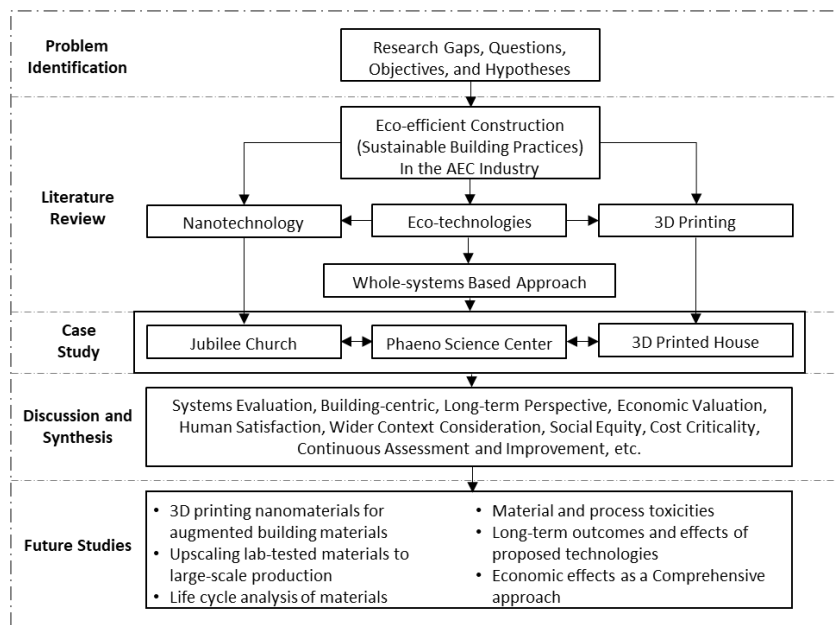 Problem
Identification
Research Gaps, Questions,
Objectives, and Hypotheses
Literature
Review
Eco-efficient Construction
(Sustainable Building Practices)
In the AEC Industry
Nanotechnology
Eco-technologies
3D Printing
Whole-systems Based Approach
Case
Study
Jubilee Church
Phaeno Science Center
3D Printed House
Discussion and
Synthesis
Systems Evaluation, Building-centric, Long-term Perspective, Economic Valuation,
Human Satisfaction, Wider Context Consideration, Social Equity, Cost Criticality,
Continuous Assessment and Improvement, etc.
Future Studies
• 3D printing nanomaterials for
augmented building materials
• Upscaling lab-tested materials to
large-scale production
• Life cycle analysis of materials
• Material and process toxicities
• Long-term outcomes and effects of
proposed technologies
• Economic effects as a Comprehensive
approach